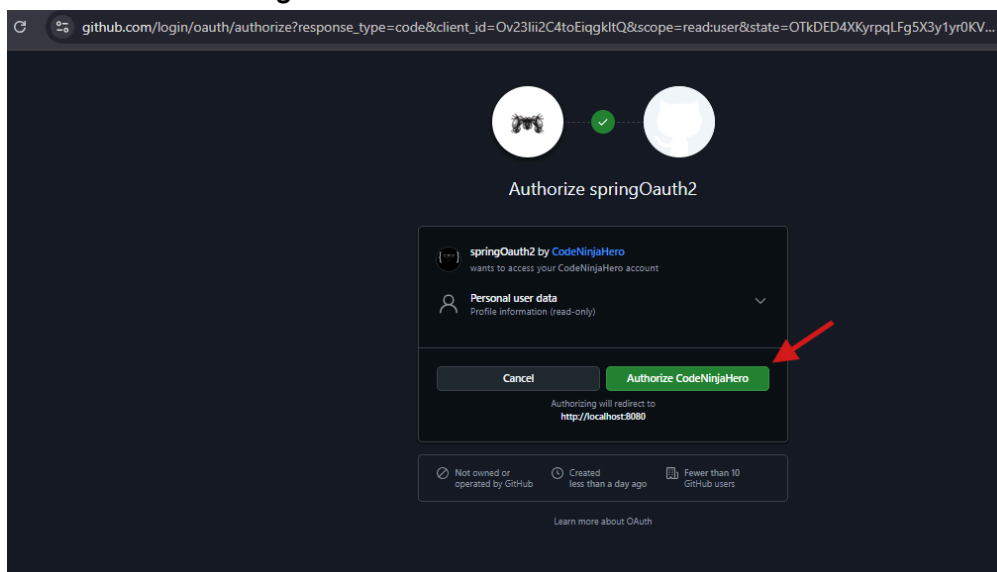 github.com/login/oauth/authorize?response_type=code&client_id=Ov23lii2C4toEiqgkItQ&scope=read:user&state=OTkDED4XKyrpqLFg5X3y1yr0KV...
Authorize springOauth2
springOauth2 by CodeNinjaHero
wants to access your CodeNinjaHero account
Personal user data
Profile information (read-only)
Cancel
Authorize CodeNinjaHero
Authorizing will redirect to
http://localhost:8080
Not owned or
operated by GitHub
Created
less than a day ago
Fewer than 10
GitHub users
Learn more about OAuth